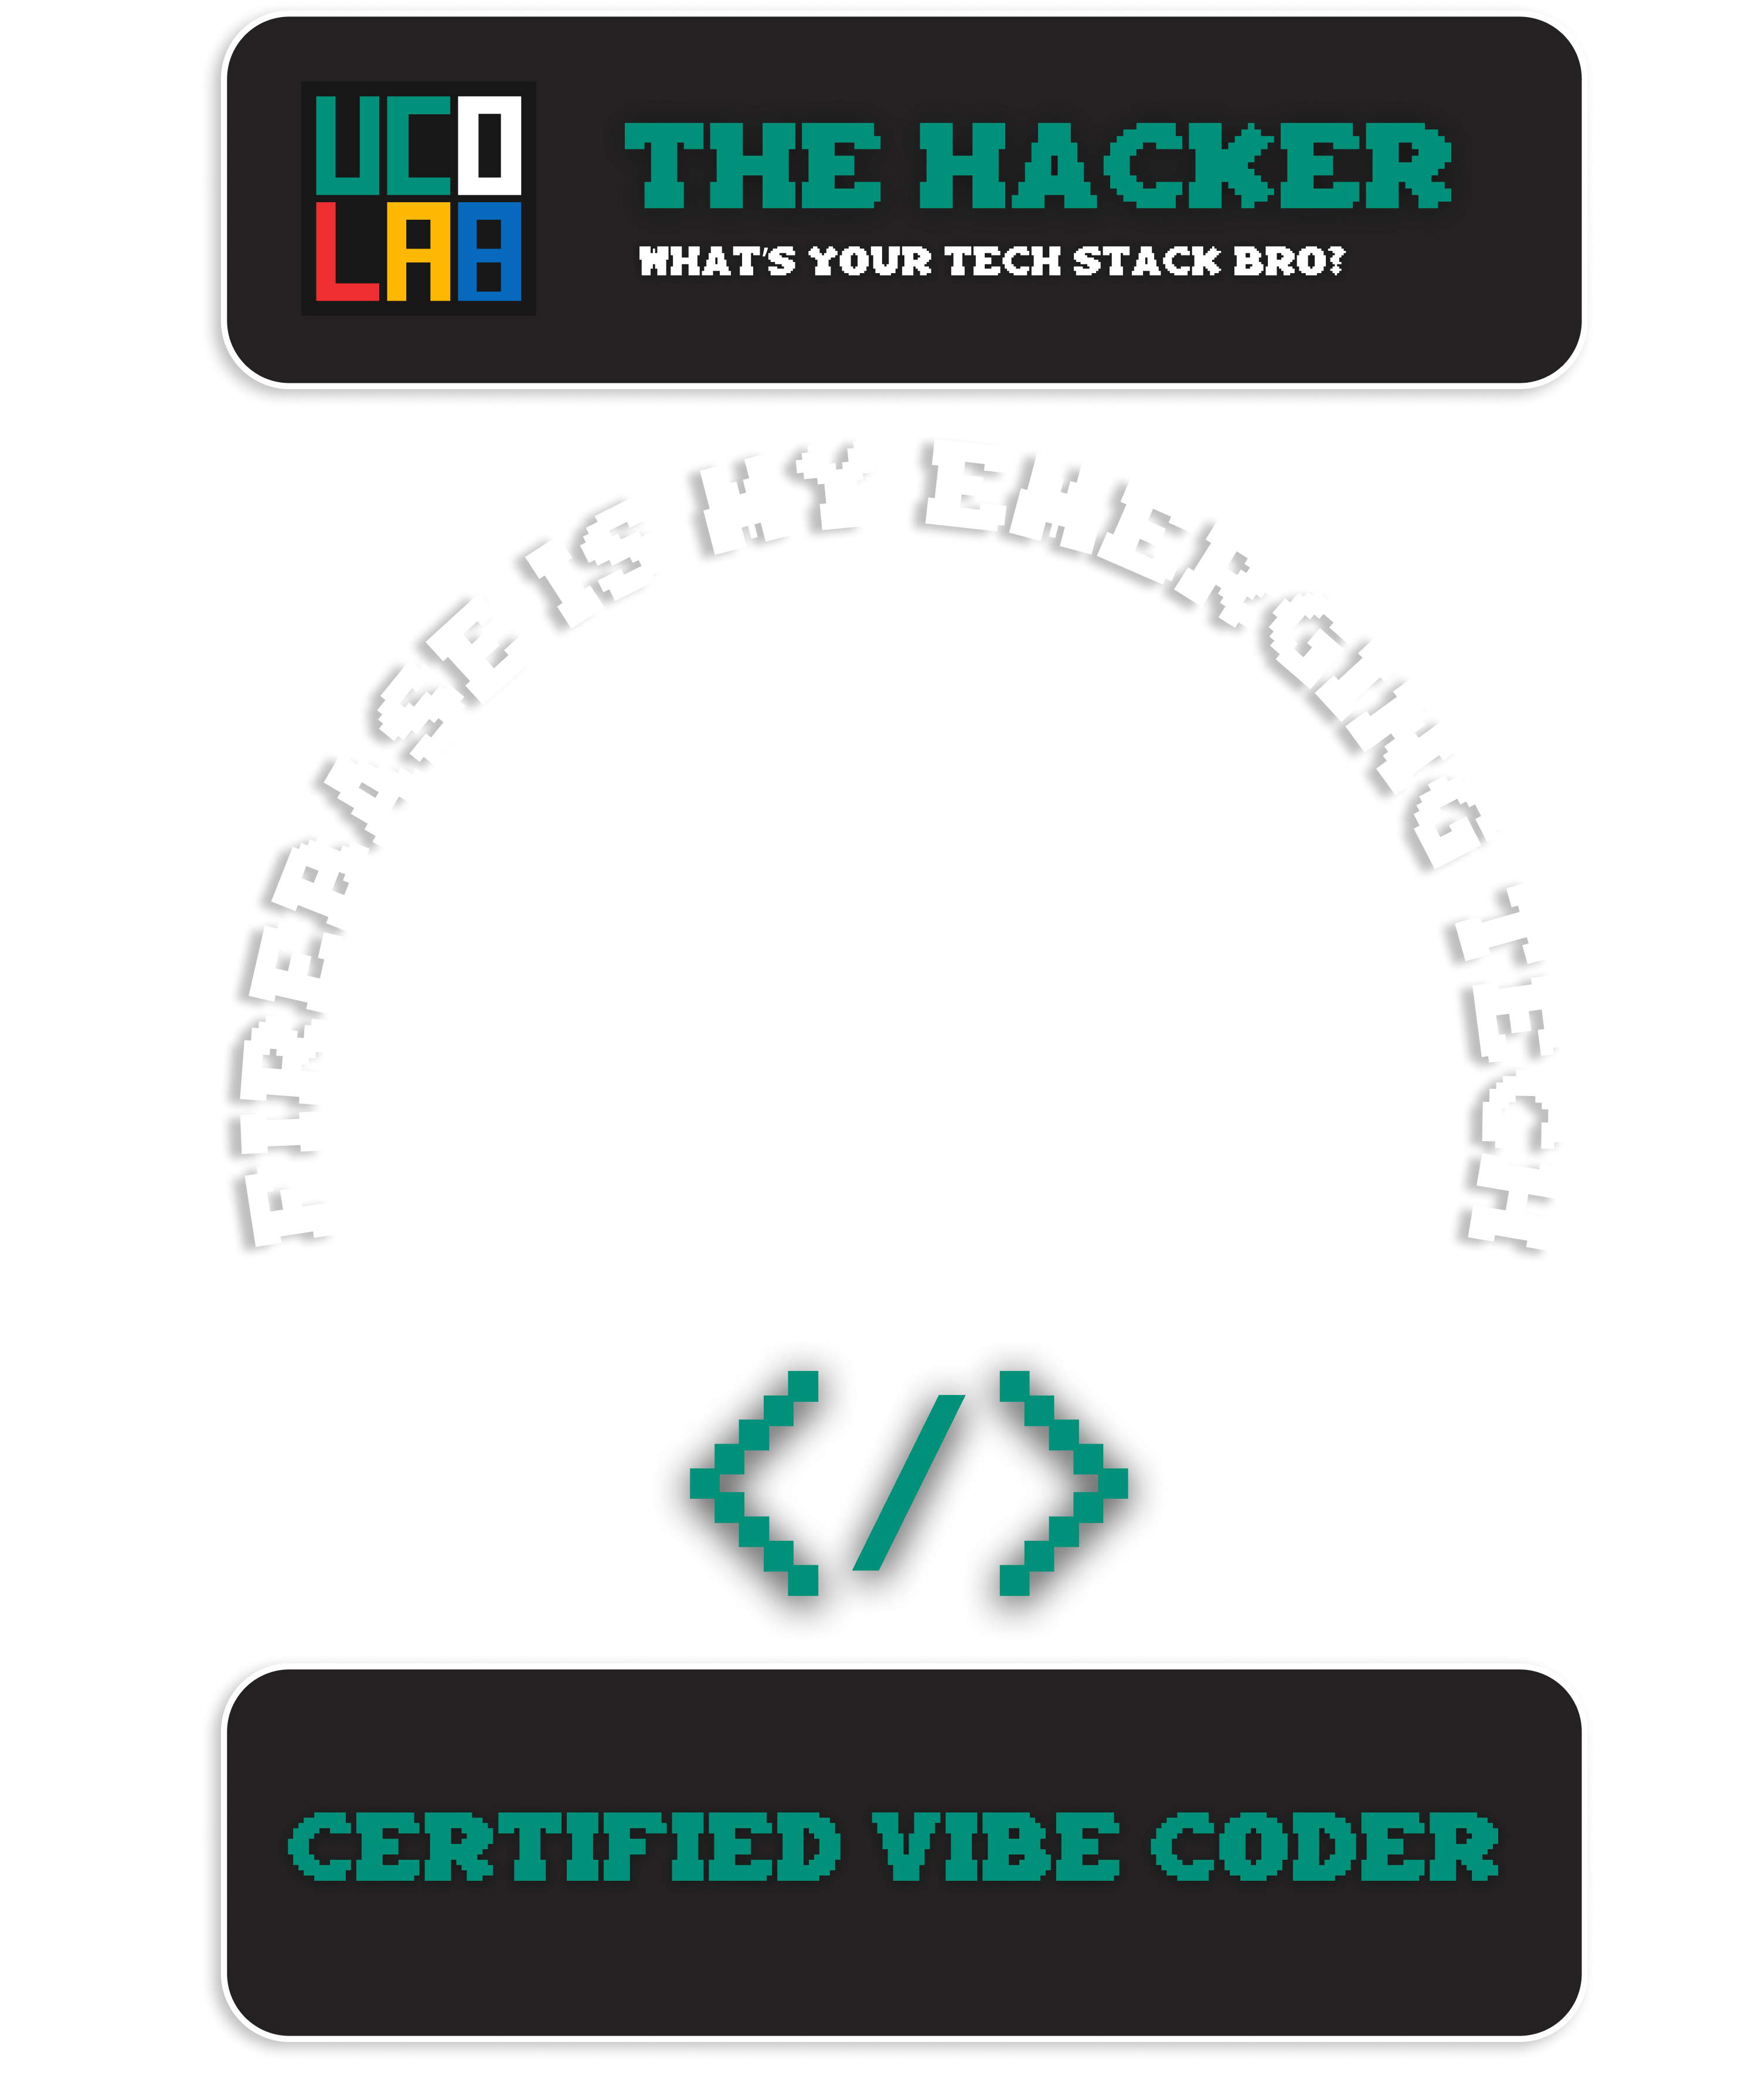 UCO
LAB
THE HACKER
WHAT'S YOUR TECH STACK BRO?
FIREBASE IS MY EMERGING TECH
</>
CERTIFIED VIBE CODER